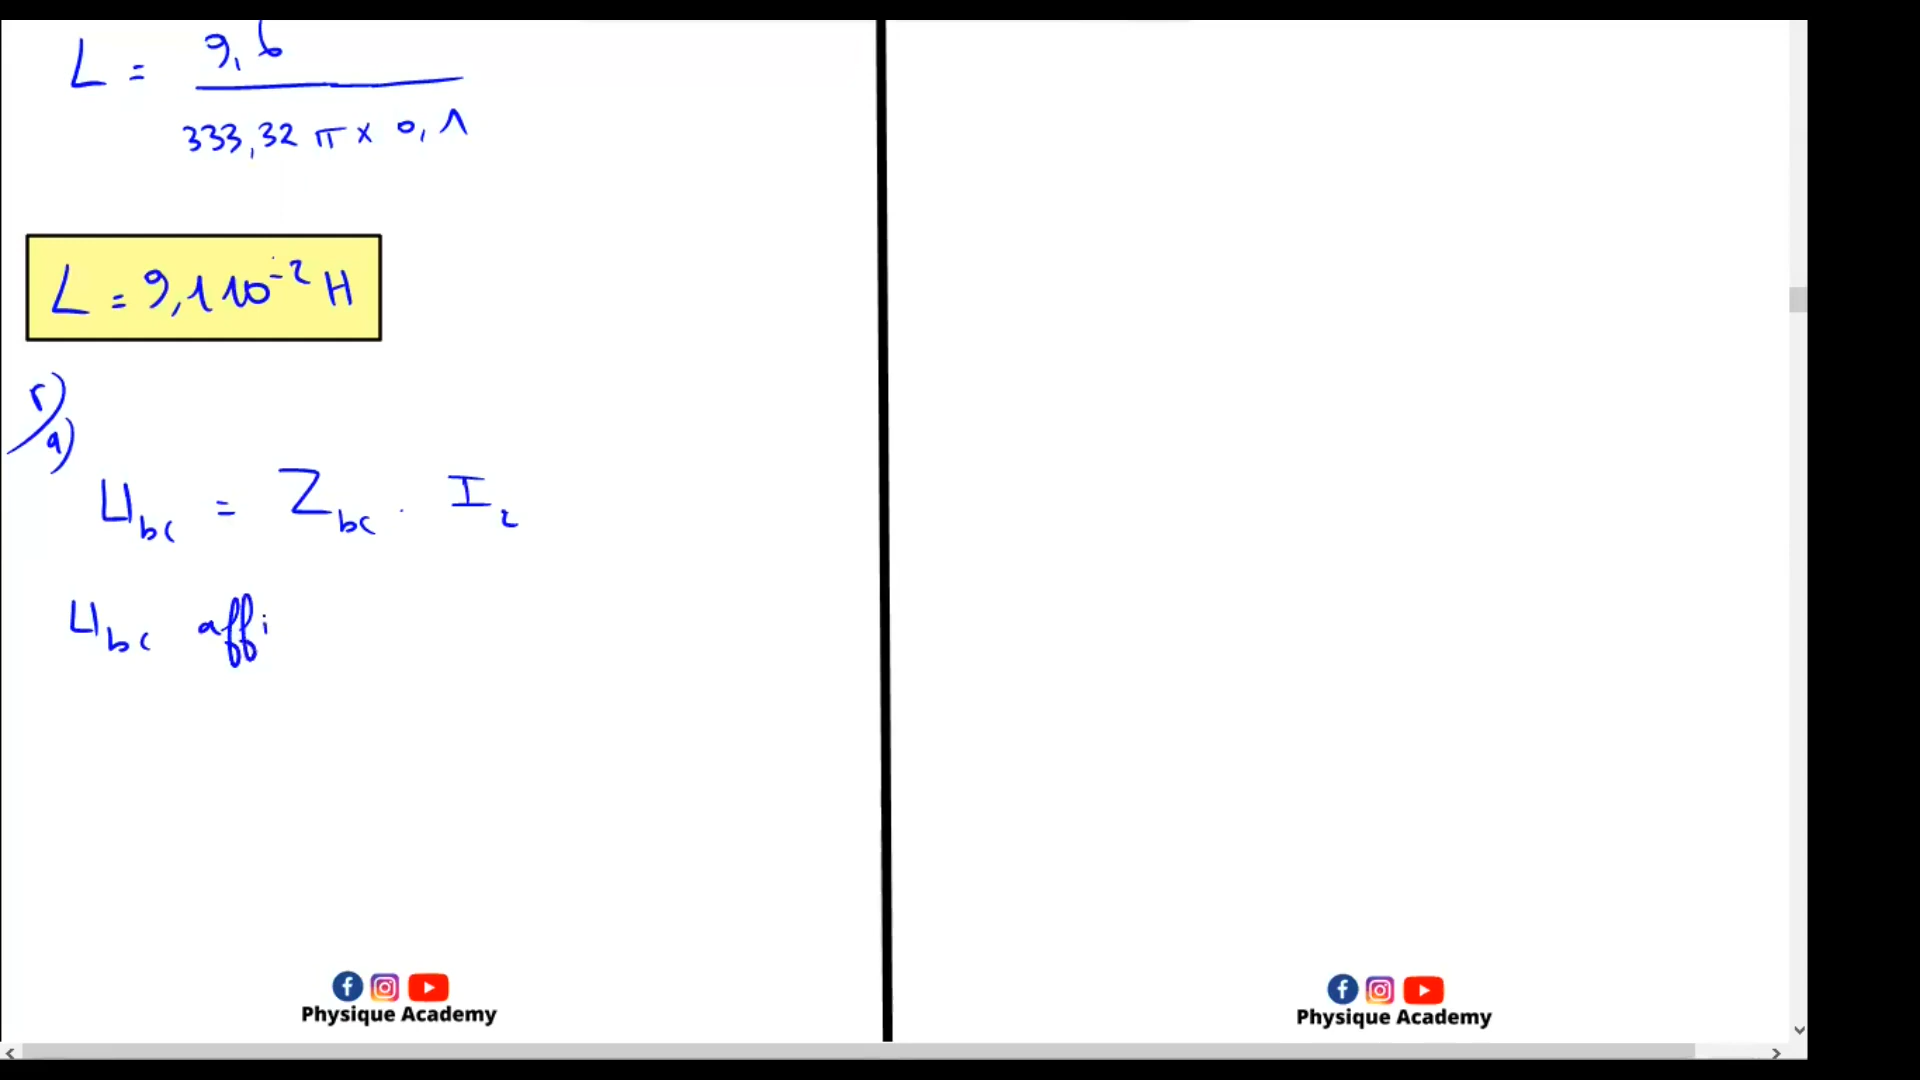 L = 9,6
333,32 π x 0,1
L = 9,1 10⁻² H
a)
U_bc = Z_bc . I_2
U_bc affi
Physique Academy
Physique Academy